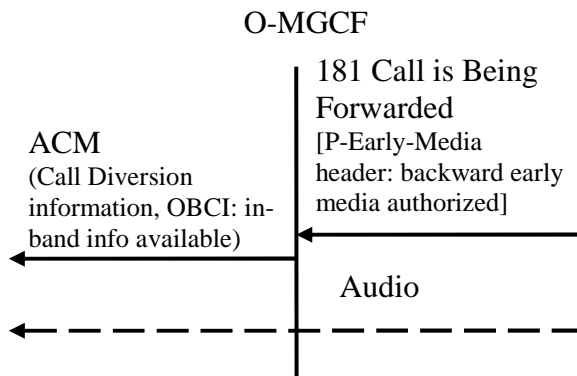 O-MGCF
181 Call is Being
Forwarded
[P-Early-Media
header: backward early
media authorized]
ACM
(Call Diversion
information, OBCI: in-
band info available)
Audio